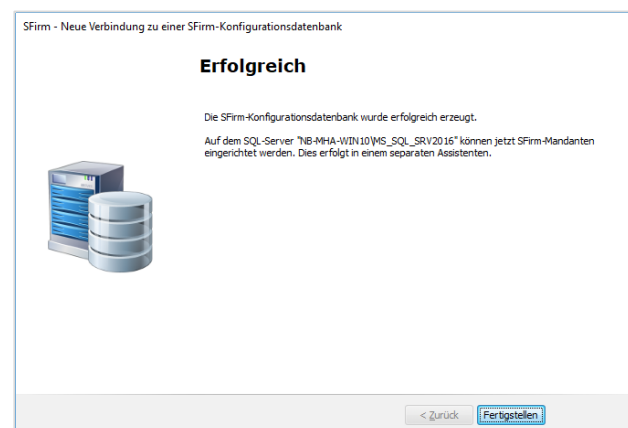 SFirm - Neue Verbindung zu einer SFirm-Konfigurationsdatenbank
Erfolgreich
Die SFirm-Konfigurationsdatenbank wurde erfolgreich erzeugt.
Auf dem SQL-Server "NB-MHA-WIN10\MS_SQL_SRV2016" können jetzt SFirm-Mandanten
eingerichtet werden. Dies erfolgt in einem separaten Assistenten.
< Zurück Fertigstellen